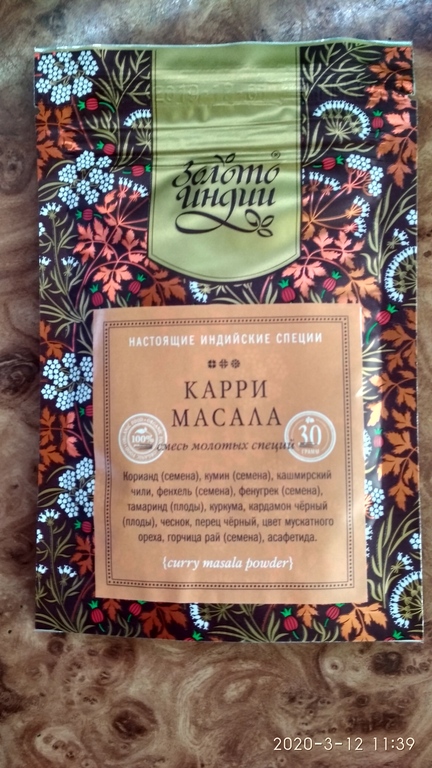 Золото
Индии
НАСТОЯЩИЕ ИНДИЙСКИЕ СПЕЦИИ
КАРРИ
МАСАЛА
смесь молотых специй
100%
30
ГРАММ
Кориандр (семена), кумин (семена), кашмирский
чили, фенхель (семена), фенугрек (семена),
тамаринд (плоды), куркума, кардамон чёрный
(плоды), чеснок, перец чёрный, цвет мускатного
ореха, горчица рай (семена), асафетида.
{curry masala powder}
2020-3-12 11:39